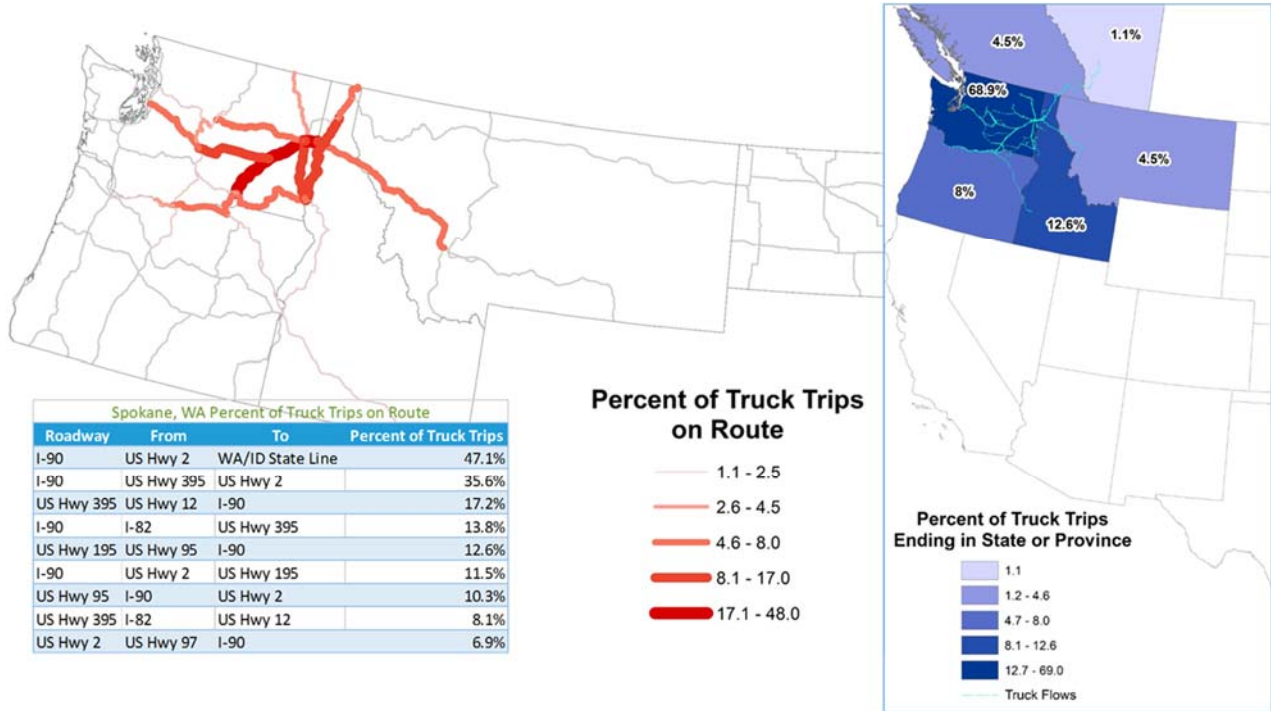 4.5%
1.1%
68.9%
4.5%
8%
12.6%
Spokane, WA Percent of Truck Trips on Route
Roadway From To Percent of Truck Trips
I-90 US Hwy 2 WA/ID State Line 47.1%
I-90 US Hwy 395 US Hwy 2 35.6%
US Hwy 395 US Hwy 12 I-90 17.2%
I-90 I-82 US Hwy 395 13.8%
US Hwy 195 US Hwy 95 I-90 12.6%
I-90 US Hwy 2 US Hwy 195 11.5%
US Hwy 95 I-90 US Hwy 2 10.3%
US Hwy 395 I-82 US Hwy 12 8.1%
US Hwy 2 US Hwy 97 I-90 6.9%
Percent of Truck Trips
on Route
1.1 - 2.5
2.6 - 4.5
4.6 - 8.0
8.1 - 17.0
17.1 - 48.0
Percent of Truck Trips
Ending in State or Province
1.1
1.2 - 4.6
4.7 - 8.0
8.1 - 12.6
12.7 - 69.0
Truck Flows